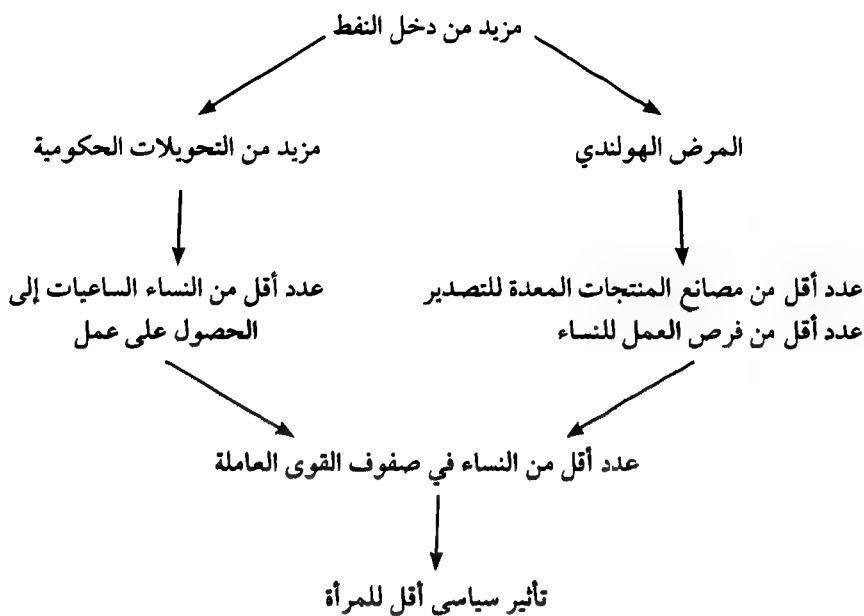 مزيد من دخل النفط
المرض الهولندي
مزيد من التحويلات الحكومية
عدد أقل من مصانع المنتجات المعدة للتصدير
عدد أقل من فرص العمل للنساء
عدد أقل من النساء الساعيات إلى
الحصول على عمل
عدد أقل من النساء في صفوف القوى العاملة
تأثير سياسي أقل للمرأة